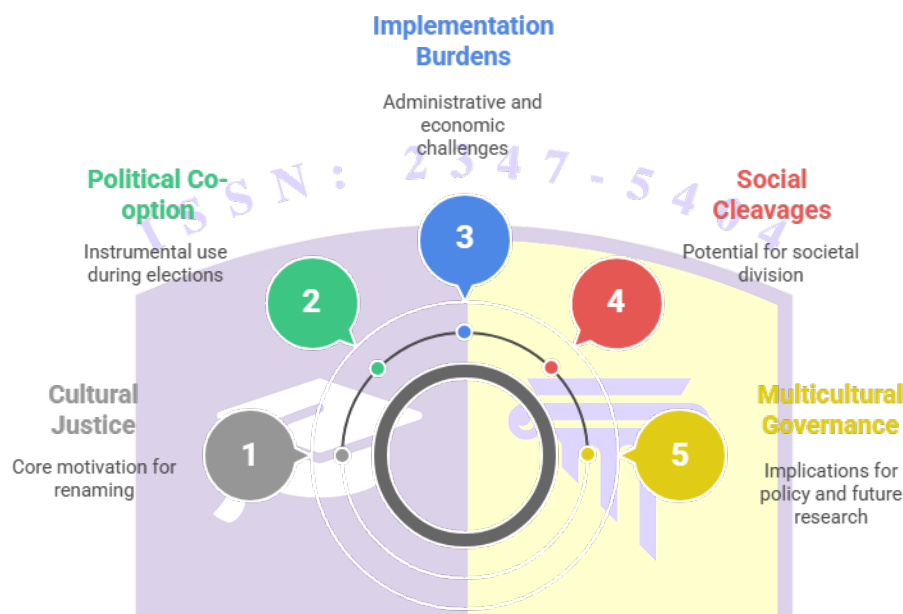 Implementation
Burdens
Administrative and
economic
challenges
ISSN: 2347-5404
Political Co-
option
Instrumental use
during elections
Social
Cleavages
Potential for societal
division
3
2
4
Cultural
Justice
Core motivation for
renaming
1
5
Multicultural
Governance
Implications for
policy and future
research